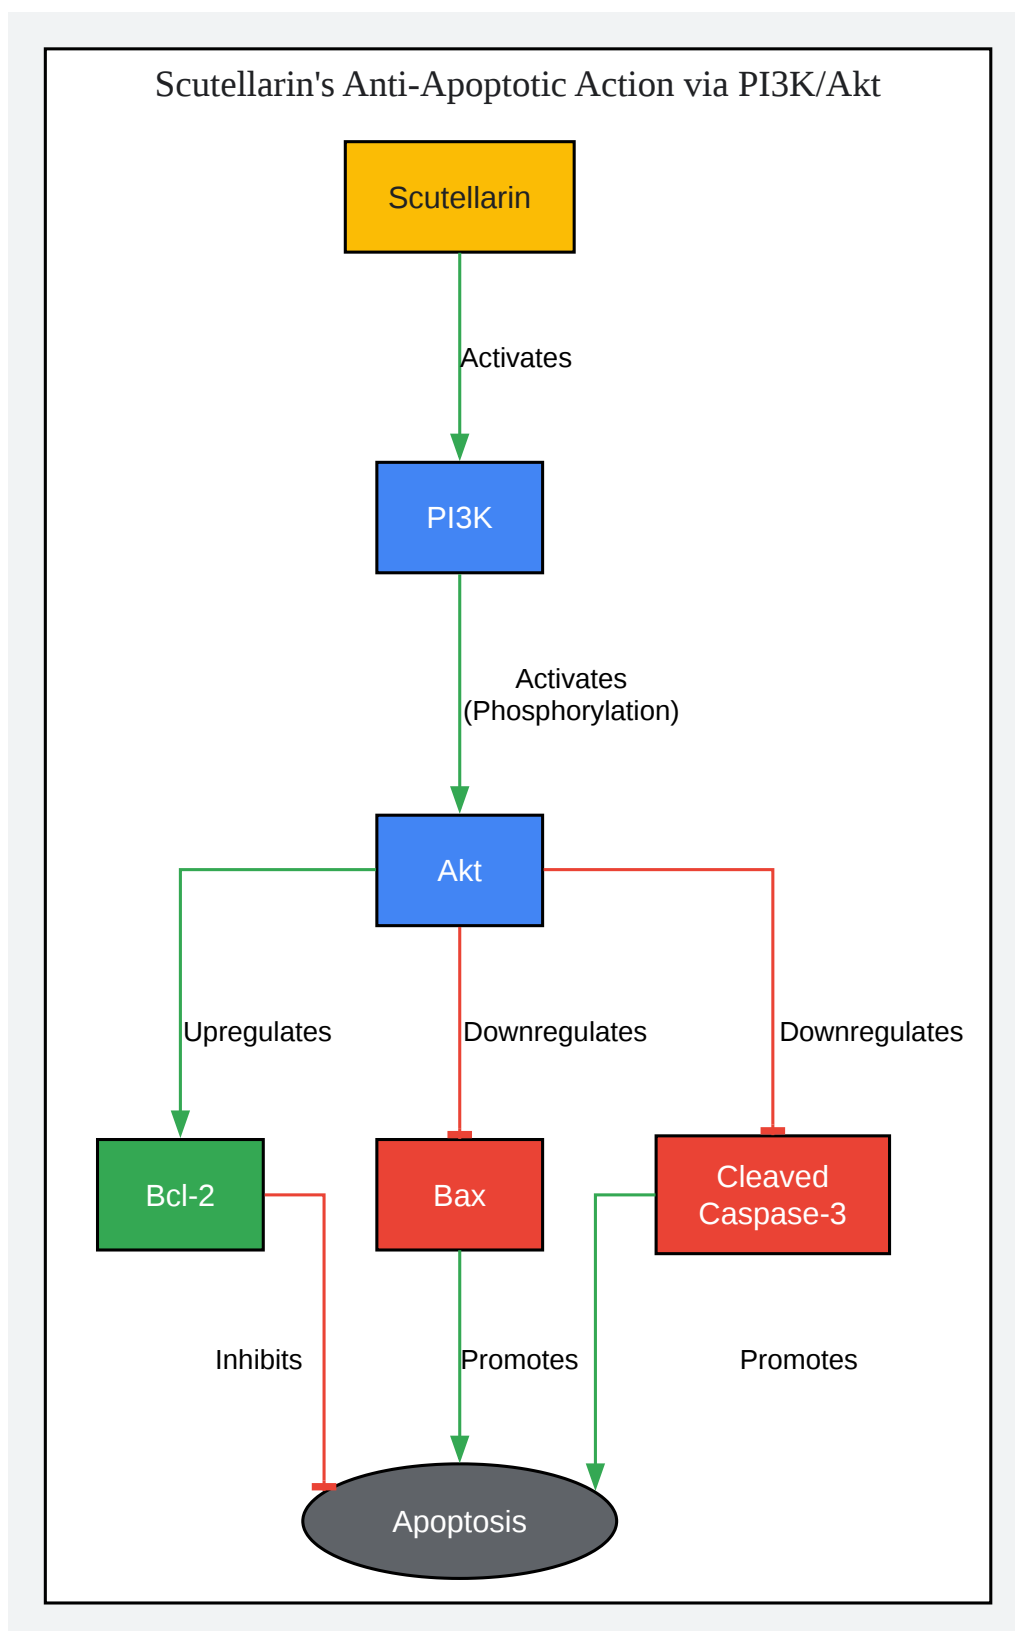 Scutellarin's Anti-Apoptotic Action via PI3K/Akt
Scutellarin
Activates
PI3K
Activates
(Phosphorylation)
Akt
Upregulates
Downregulates
Downregulates
Bcl-2
Bax
Cleaved
Caspase-3
Inhibits
Promotes
Promotes
Apoptosis